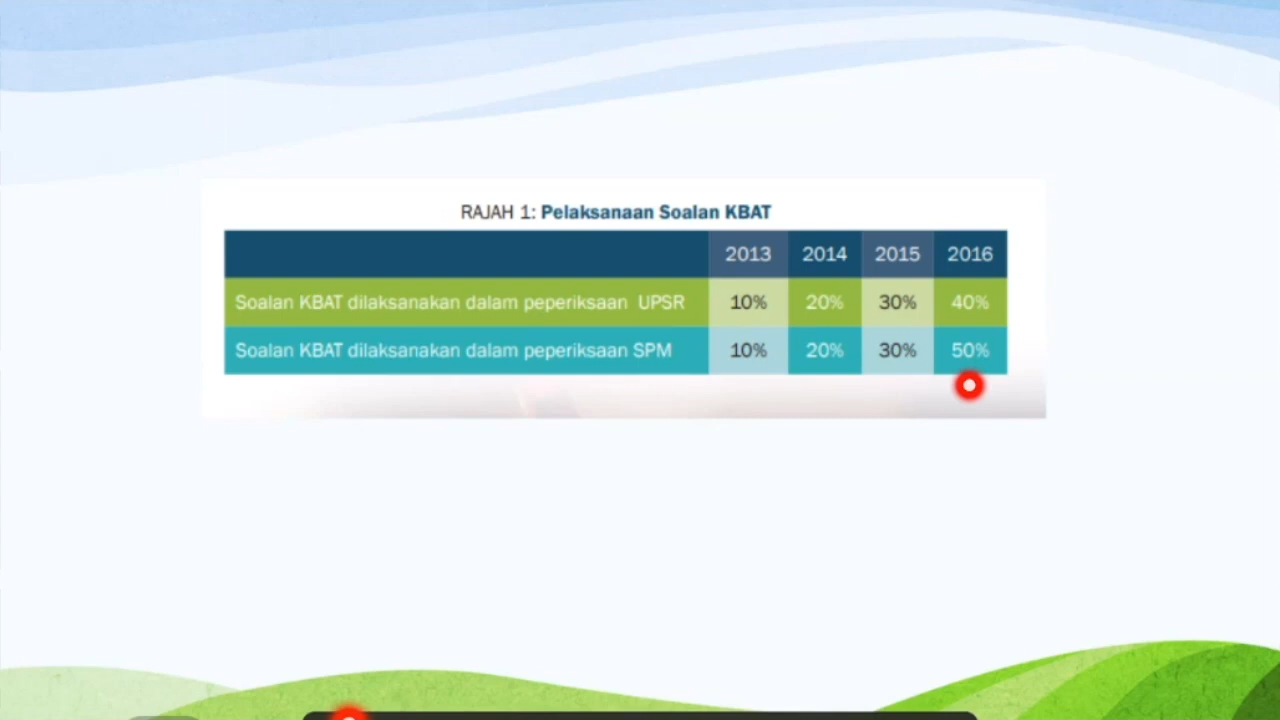 RAJAH 1: Pelaksanaan Soalan KBAT
2013 2014 2015 2016
Soalan KBAT dilaksanakan dalam peperiksaan UPSR 10% 20% 30% 40%
Soalan KBAT dilaksanakan dalam peperiksaan SPM 10% 20% 30% 50%